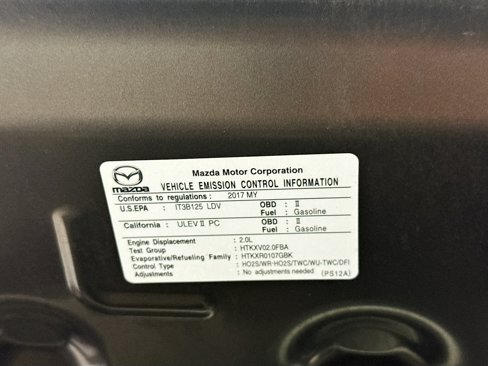 Mazda Motor Corporation
mazda VEHICLE EMISSION CONTROL INFORMATION
Conforms to regulations : 2017 MY
U.S.EPA : IT3B125 LDV OBD : II
Fuel : Gasoline
California : ULEV II PC OBD : II
Fuel : Gasoline
Engine Displacement : 2.0L
Test Group : HTKXV02.0FBA
Evaporative/Refueling Family : HTKXR0107GBK
Control Type : HO2S/WR-HO2S/TWC/WU-TWC/DFI
Adjustments : No adjustments needed (PS12A)